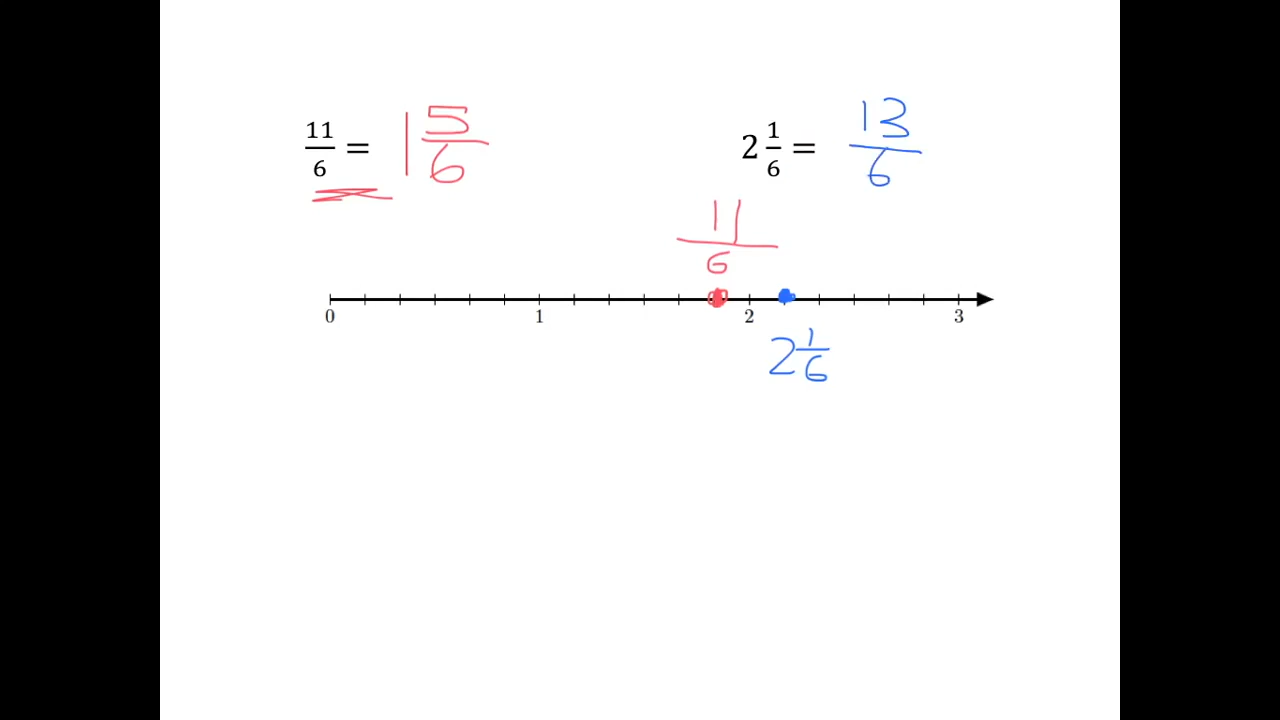 11/6 = 1 5/6
2 1/6 = 13/6
11/6
0 1 2 3
2 1/6